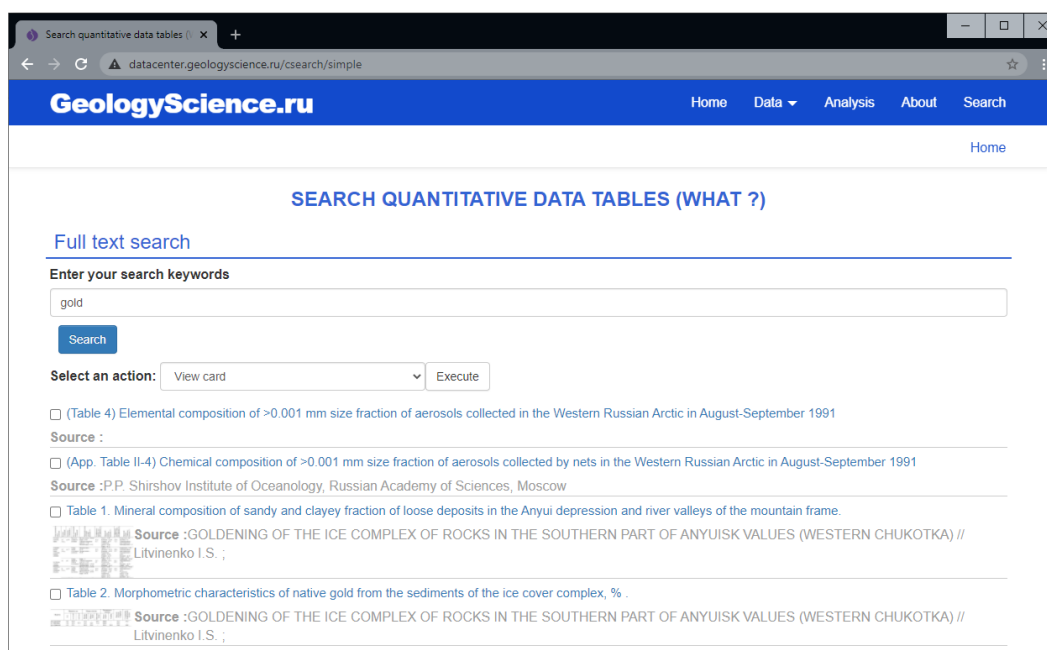 Search quantitative data tables (
datacenter.geologyscience.ru/csearch/simple
GeologyScience.ru
Home Data Analysis About Search
Home
SEARCH QUANTITATIVE DATA TABLES (WHAT ?)
Full text search
Enter your search keywords
gold
Search
Select an action: View card Execute
(Table 4) Elemental composition of >0.001 mm size fraction of aerosols collected in the Western Russian Arctic in August-September 1991
Source :
(App. Table II-4) Chemical composition of >0.001 mm size fraction of aerosols collected by nets in the Western Russian Arctic in August-September 1991
Source :P.P. Shirshov Institute of Oceanology, Russian Academy of Sciences, Moscow
Table 1. Mineral composition of sandy and clayey fraction of loose deposits in the Anyui depression and river valleys of the mountain frame.
Source :GOLDENING OF THE ICE COMPLEX OF ROCKS IN THE SOUTHERN PART OF ANYUISK VALUES (WESTERN CHUKOTKA) //
Litvinenko I.S. ;
Table 2. Morphometric characteristics of native gold from the sediments of the ice cover complex, % .
Source :GOLDENING OF THE ICE COMPLEX OF ROCKS IN THE SOUTHERN PART OF ANYUISK VALUES (WESTERN CHUKOTKA) //
Litvinenko I.S. ;